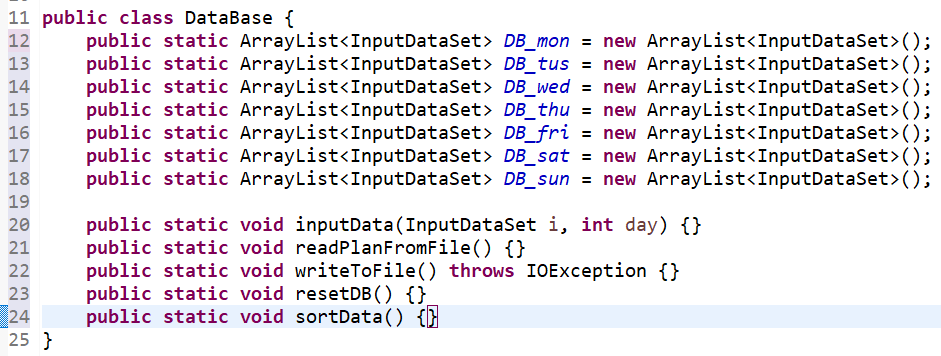 11 public class DataBase {
12     public static ArrayList<InputDataSet> DB_mon = new ArrayList<InputDataSet>();
13     public static ArrayList<InputDataSet> DB_tus = new ArrayList<InputDataSet>();
14     public static ArrayList<InputDataSet> DB_wed = new ArrayList<InputDataSet>();
15     public static ArrayList<InputDataSet> DB_thu = new ArrayList<InputDataSet>();
16     public static ArrayList<InputDataSet> DB_fri = new ArrayList<InputDataSet>();
17     public static ArrayList<InputDataSet> DB_sat = new ArrayList<InputDataSet>();
18     public static ArrayList<InputDataSet> DB_sun = new ArrayList<InputDataSet>();
19
20     public static void inputData(InputDataSet i, int day) {}
21     public static void readPlanFromFile() {}
22     public static void writeToFile() throws IOException {}
23     public static void resetDB() {}
24     public static void sortData() {}
25 }